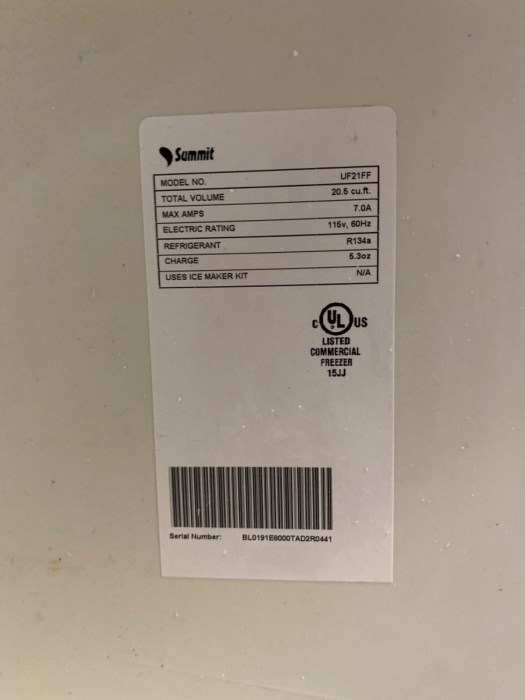 Summit
MODEL NO. UF21FF
TOTAL VOLUME 20.5 cu.ft.
MAX AMPS 7.0A
ELECTRIC RATING 115v, 60Hz
REFRIGERANT R134a
CHARGE 5.3oz
USES ICE MAKER KIT N/A
c UL US
LISTED
COMMERCIAL
FREEZER
15JJ
Serial Number: BL0191E8000TAD2R0441